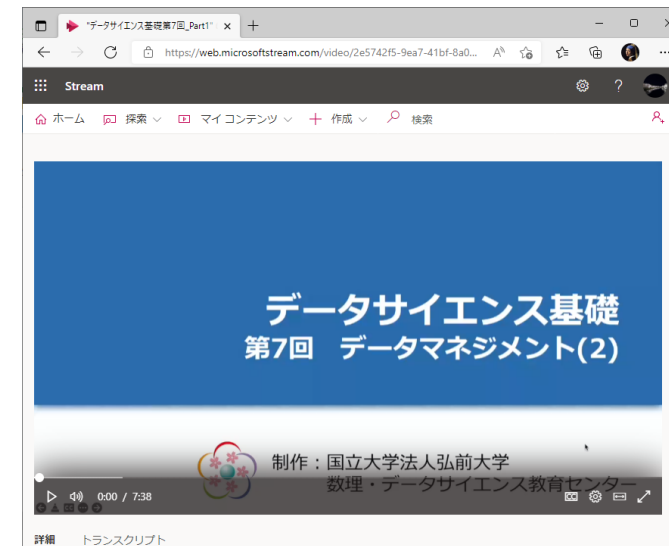 "データサイエンス基礎第7回_Part1"
https://web.microsoftstream.com/video/2e5742f5-9ea7-41bf-8a0...
Stream
ホーム 探索 マイ コンテンツ 作成 検索
データサイエンス基礎
第7回 データマネジメント(2)
制作：国立大学法人弘前大学
数理・データサイエンス教育センター
0:00 / 7:38
詳細 トランスクリプト